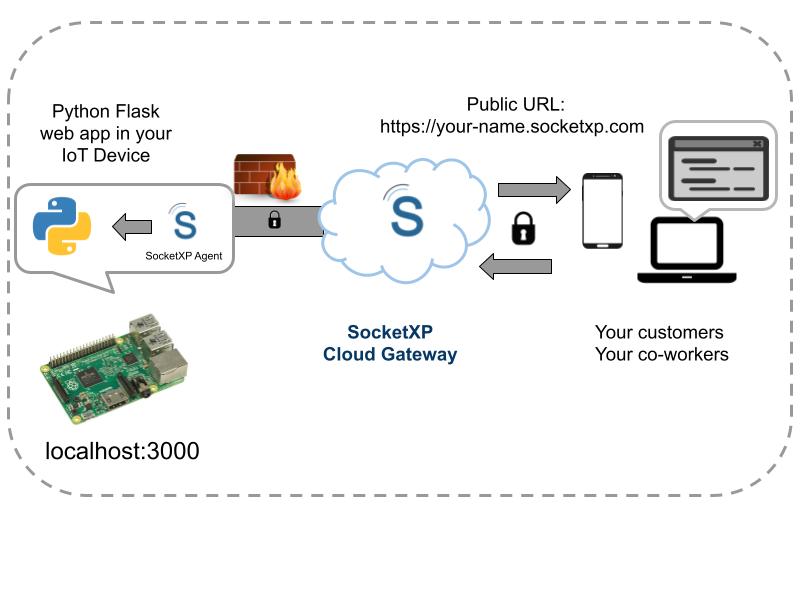 Python Flask
web app in your
IoT Device
Public URL:
https://your-name.socketxp.com
S
SocketXP Agent
S
SocketXP
Cloud Gateway
Your customers
Your co-workers
localhost:3000